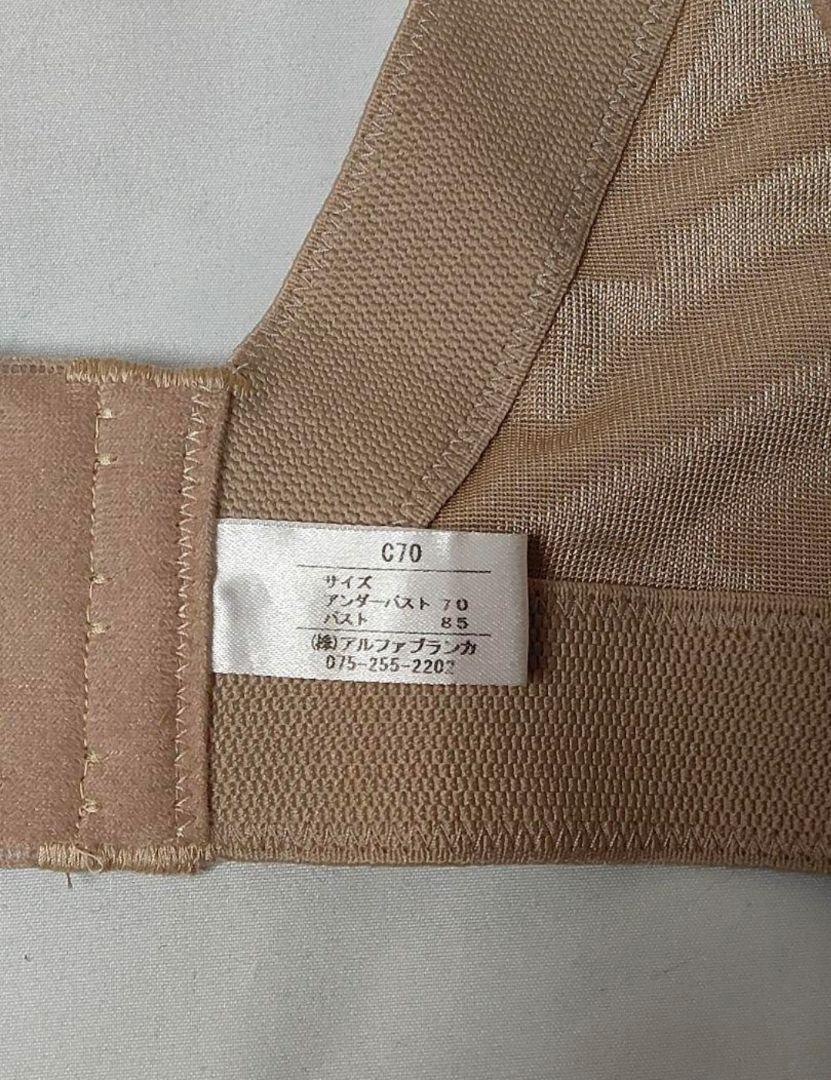 C70
サイズ
アンダーバスト 70
バスト 85
(株)アルファブランカ
075-255-2202